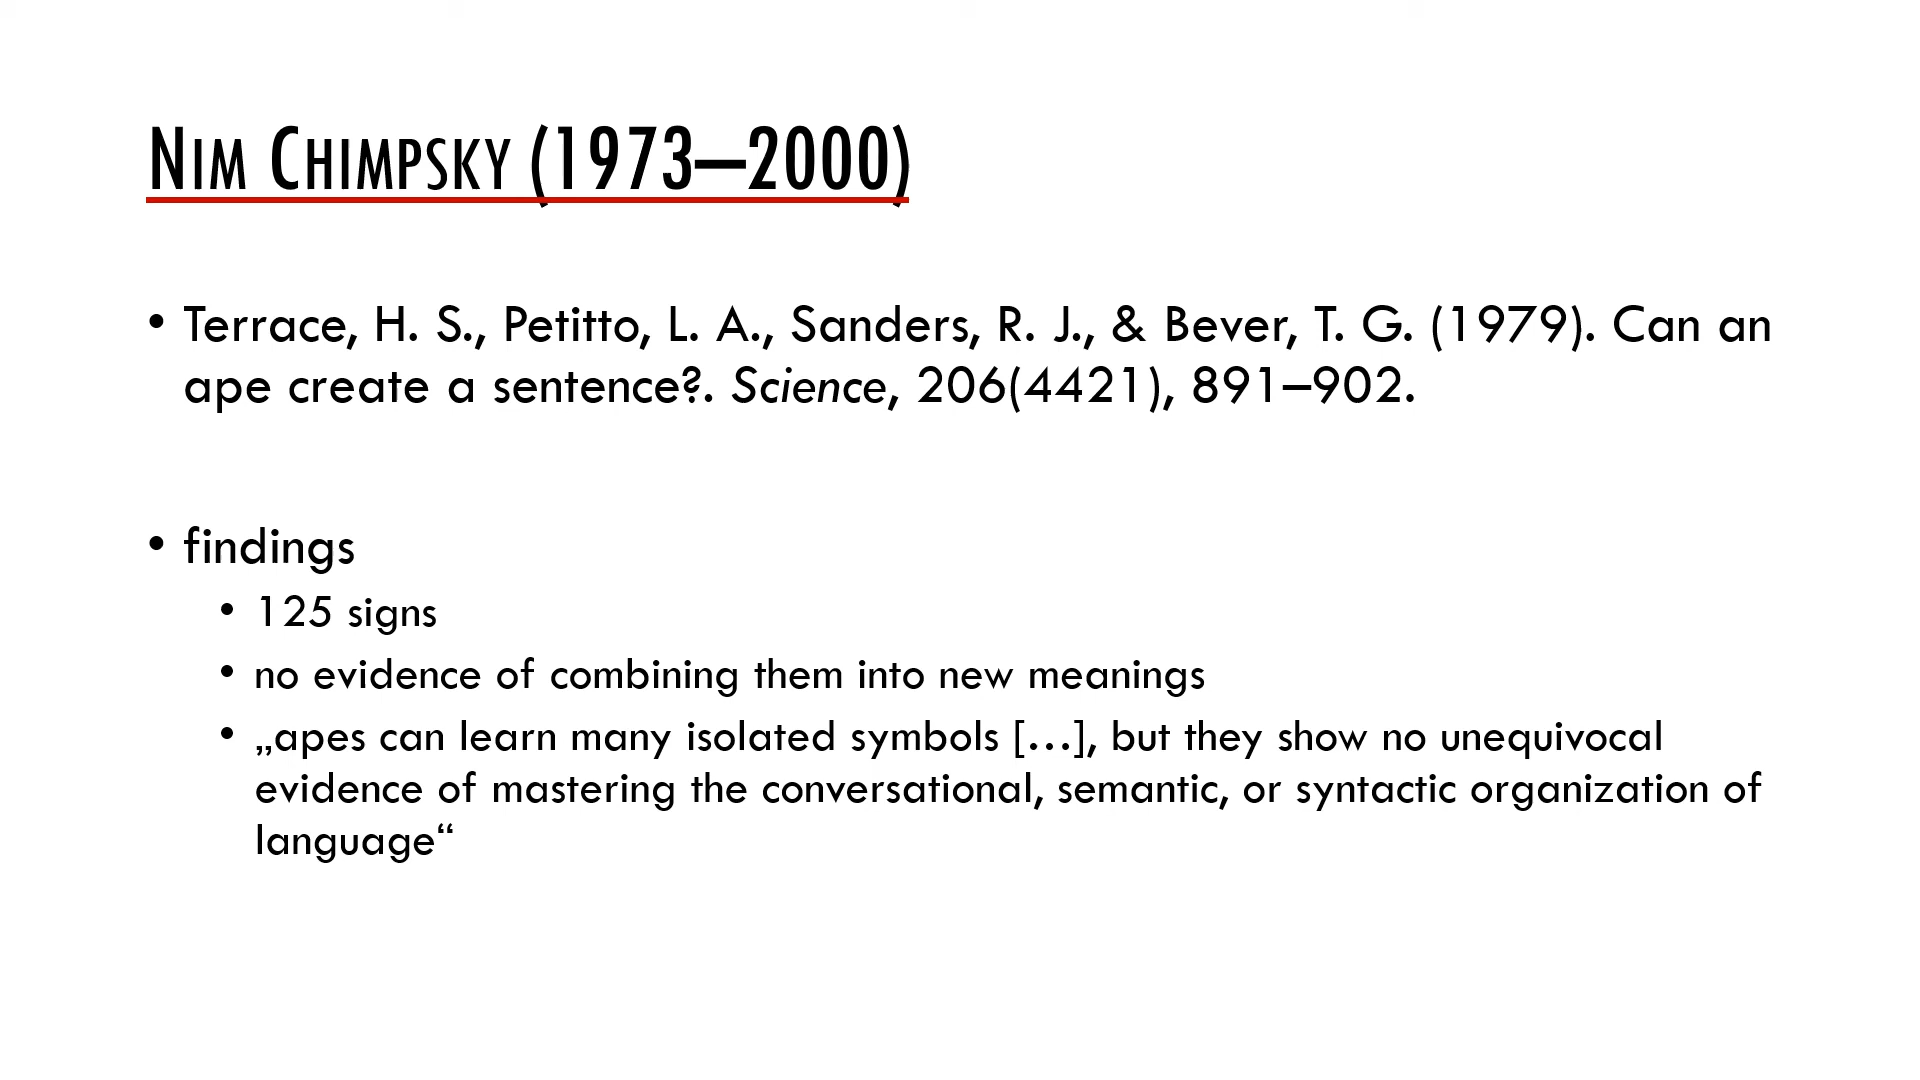 NIM CHIMPSKY (1973–2000)
• Terrace, H. S., Petitto, L. A., Sanders, R. J., & Bever, T. G. (1979). Can an
ape create a sentence?. Science, 206(4421), 891–902.
• findings
• 125 signs
• no evidence of combining them into new meanings
• „apes can learn many isolated symbols […], but they show no unequivocal
evidence of mastering the conversational, semantic, or syntactic organization of
language“